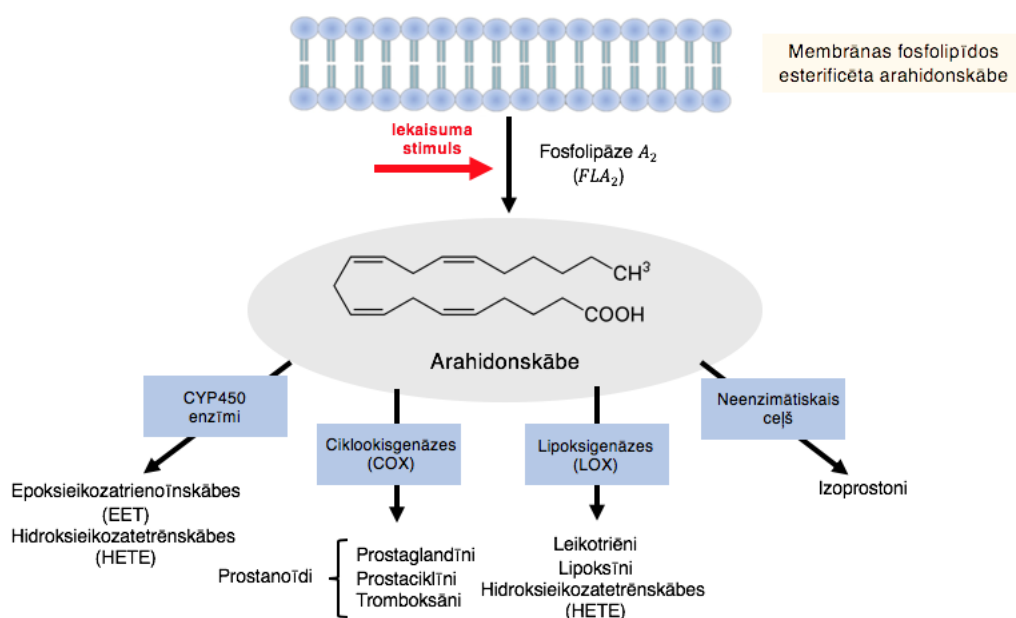 Membrānas fosfolipīdos
esterificēta arahidonskābe
Iekaisuma
stimuls
Fosfolipāze A₂
(FLA₂)
CH³
COOH
Arahidonskābe
CYP450
enzīmi
Ciklookisgenāzes
(COX)
Lipoksigenāzes
(LOX)
Neenzimātiskais
ceļš
Epoksieikozatrienoīnskābes
(EET)
Hidroksieikozatetrēnskābes
(HETE)
Prostanoīdi
Prostaglandīni
Prostaciklīni
Tromboksāni
Leikotriēni
Lipoksīni
Hidroksieikozatetrēnskābes
(HETE)
Izoprostoni